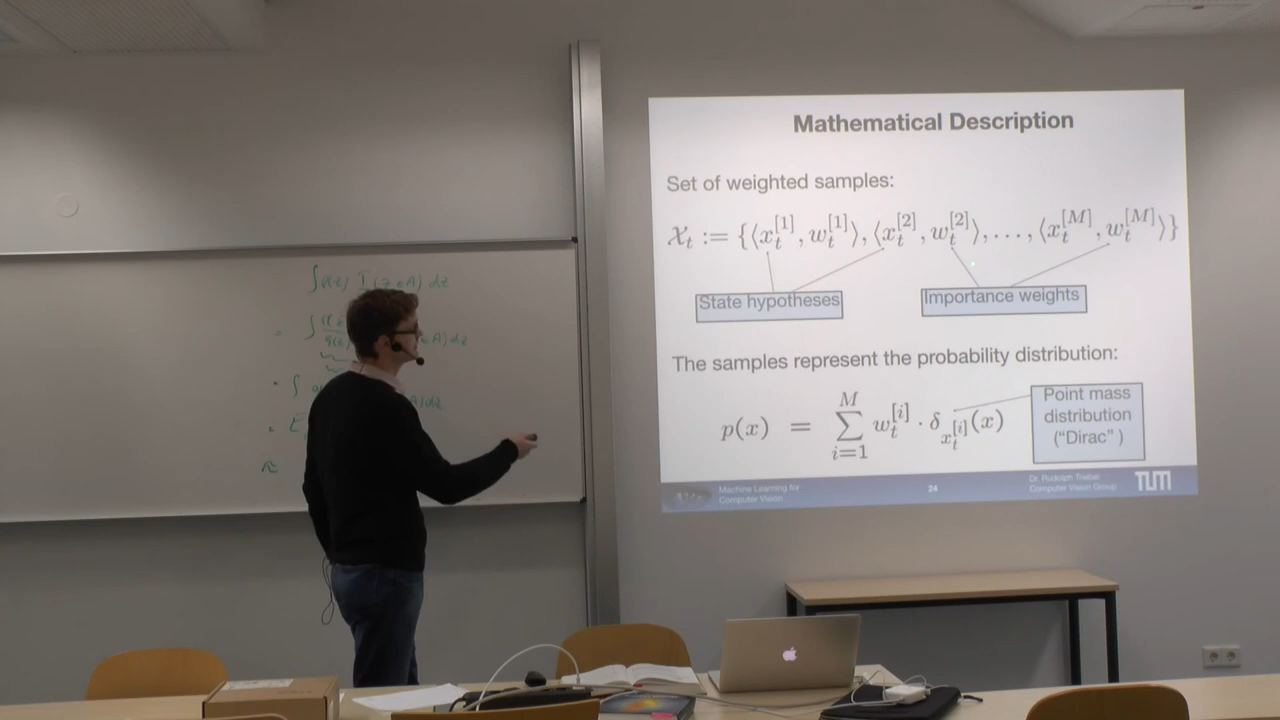 ∫p(z) I(z ∈ A) dz
Mathematical Description
Set of weighted samples:
𝒳_t := {⟨x_t^[1], w_t^[1]⟩, ⟨x_t^[2], w_t^[2]⟩, . . . , ⟨x_t^[M], w_t^[M]⟩}
State hypotheses
Importance weights
The samples represent the probability distribution:
p(x) = ∑_{i=1}^{M} w_t^[i] · δ_{x_t^[i]}(x)
Point mass
distribution
("Dirac" )
Machine Learning for
Computer Vision
24
Dr. Rudolph Triebel
Computer Vision Group
TUM